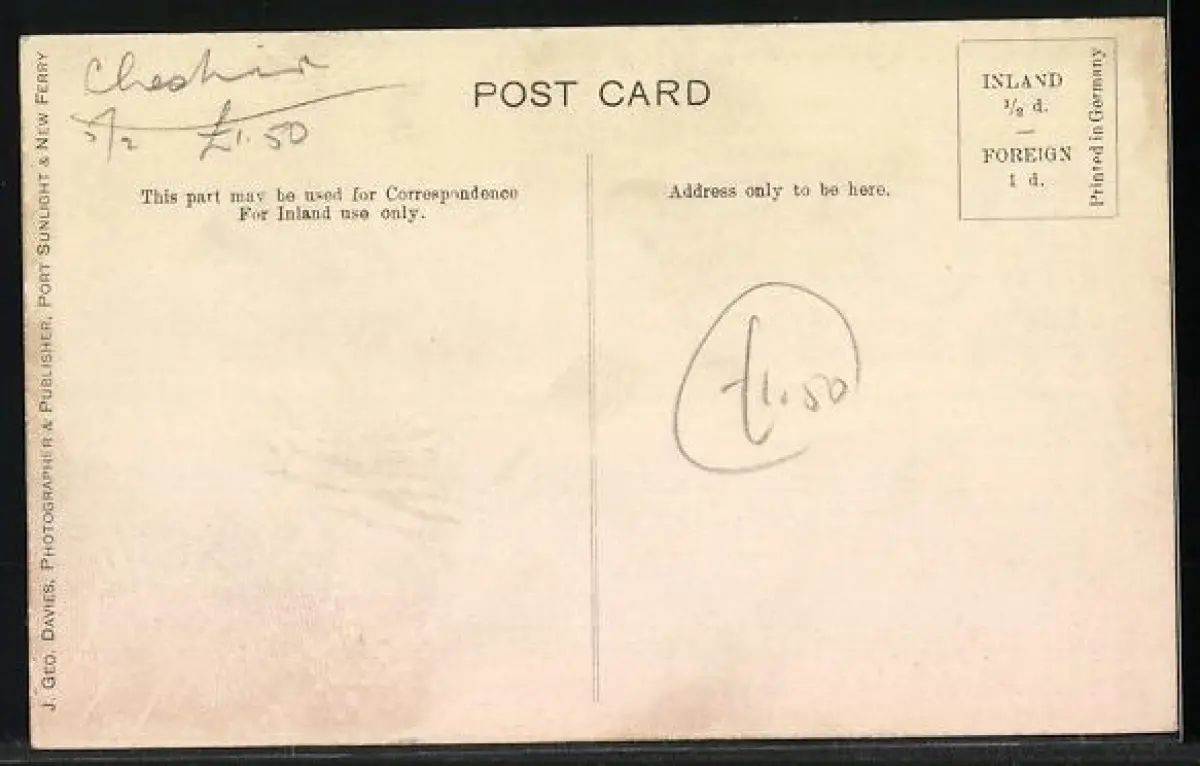 Cheshire
5/2 £1.50
POST CARD
INLAND
½ d.
—
FOREIGN
1 d.
Printed in Germany
This part may be used for Correspondence
For Inland use only.
Address only to be here.
£1.50
J. GEO. DAVIES, PHOTOGRAPHER & PUBLISHER, PORT SUNLIGHT & NEW FERRY